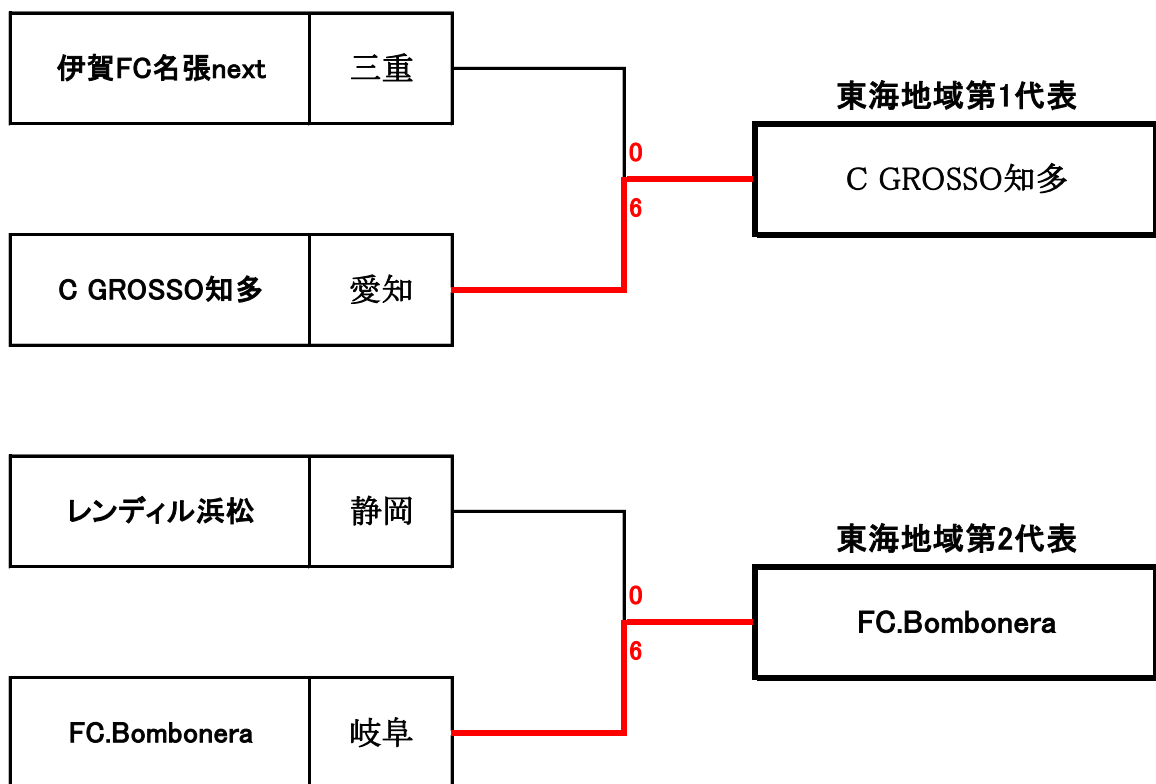 伊賀FC名張next 三重
東海地域第1代表
0
C GROSSO知多
6
C GROSSO知多 愛知
レンディル浜松 静岡
東海地域第2代表
0
FC.Bombonera
6
FC.Bombonera 岐阜